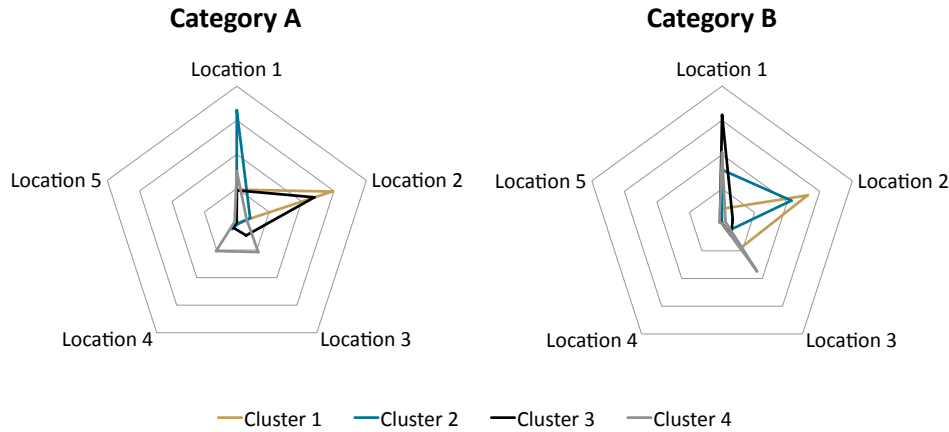 Category A
Category B
Location 1
Location 1
Location 5
Location 2
Location 5
Location 2
Location 4
Location 3
Location 4
Location 3
Cluster 1
Cluster 2
Cluster 3
Cluster 4